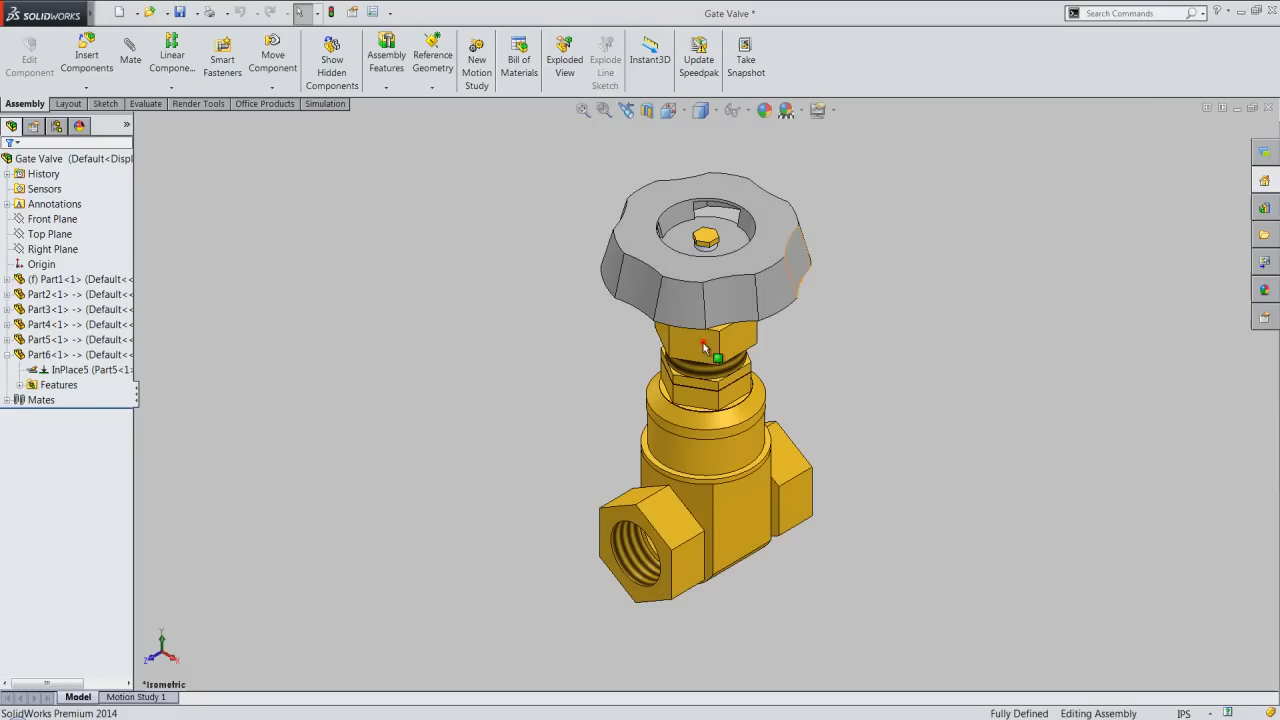 SOLIDWORKS
Gate Valve *
Search Commands
Edit
Component
Insert
Components
Mate
Linear
Compone...
Smart
Fasteners
Move
Component
Show
Hidden
Components
Assembly
Features
Reference
Geometry
New
Motion
Study
Bill of
Materials
Exploded
View
Explode
Line
Sketch
Instant3D
Update
Speedpak
Take
Snapshot
Assembly
Layout
Sketch
Evaluate
Render Tools
Office Products
Simulation
Gate Valve (Default<Displ
History
Sensors
Annotations
Front Plane
Top Plane
Right Plane
Origin
(f) Part1<1> (Default<<
Part2<1> -> (Default<<
Part3<1> -> (Default<<
Part4<1> -> (Default<<
Part5<1> -> (Default<<
Part6<1> -> (Default<<
InPlace5 (Part5<1>
Features
Mates
Y
Z
X
*Isometric
Model
Motion Study 1
SolidWorks Premium 2014
Fully Defined
Editing Assembly
IPS